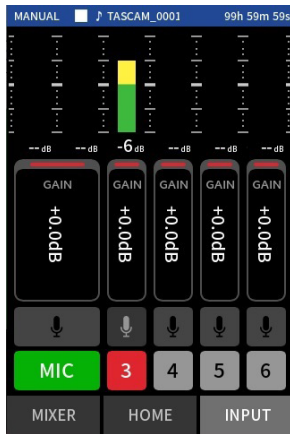 MANUAL TASCAM_0001 99h 59m 59s
-- dB -- dB -6 dB -- dB -- dB -- dB
GAIN GAIN GAIN GAIN GAIN
+0.0dB +0.0dB +0.0dB +0.0dB +0.0dB
MIC 3 4 5 6
MIXER HOME INPUT